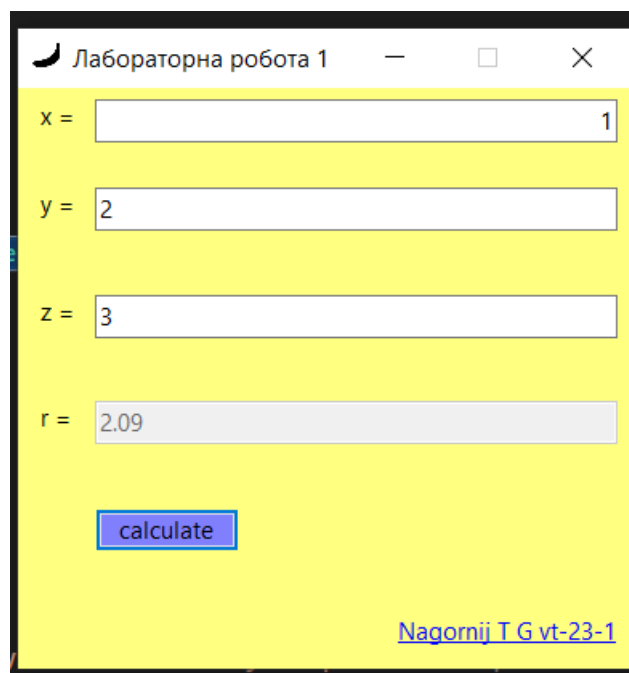 Лабораторна робота 1
x = 1
y = 2
z = 3
r = 2.09
calculate
Nagornij T G vt-23-1